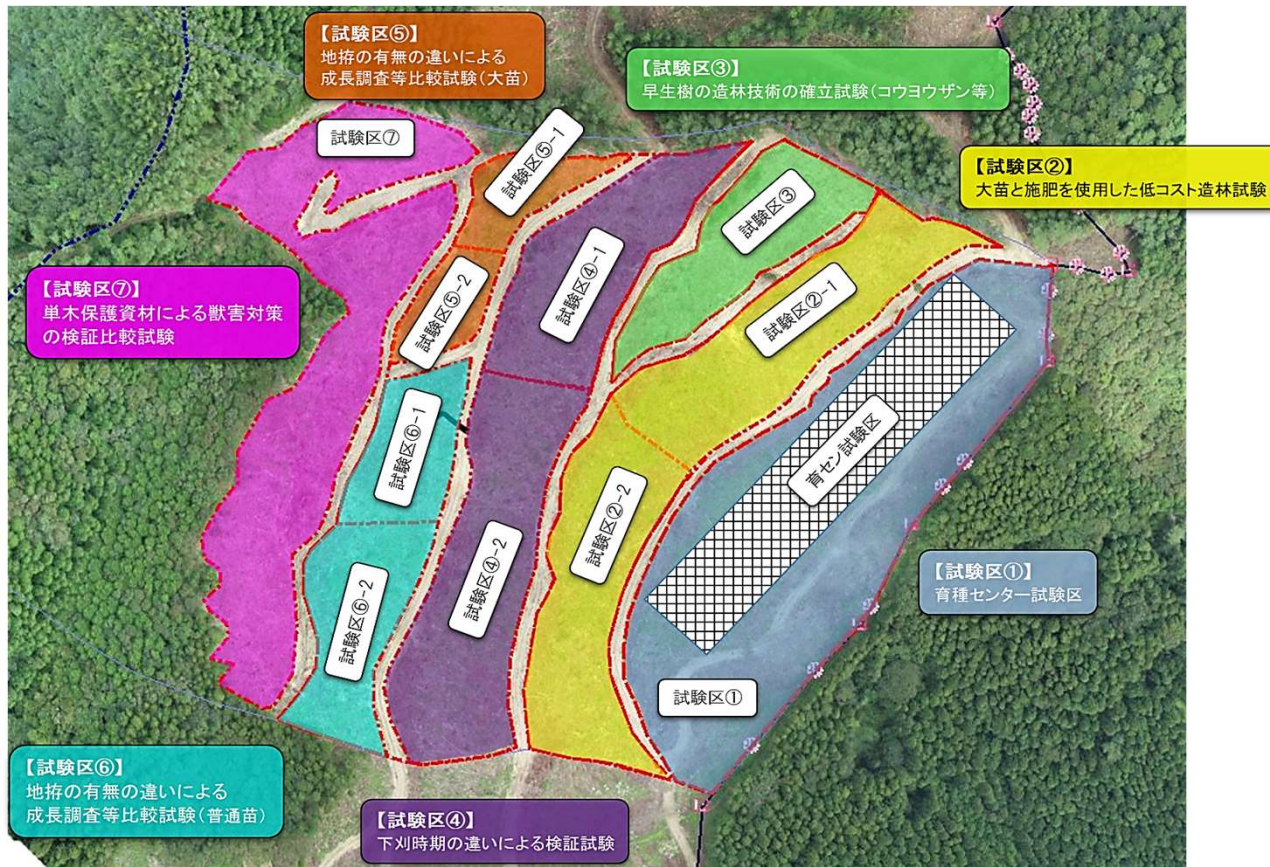 【試験区⑤】
地拵の有無の違いによる
成長調査等比較試験(大苗)
【試験区③】
早生樹の造林技術の確立試験(コウヨウザン等)
【試験区②】
大苗と施肥を使用した低コスト造林試験
試験区⑦
試験区⑤-1
試験区③
試験区④-1
試験区⑤-2
試験区②-1
【試験区⑦】
単木保護資材による獣害対策
の検証比較試験
試験区⑥-1
育セン試験区
試験区②-2
試験区④-2
試験区⑥-2
【試験区①】
育種センター試験区
試験区①
【試験区⑥】
地拵の有無の違いによる
成長調査等比較試験(普通苗)
【試験区④】
下刈時期の違いによる検証試験